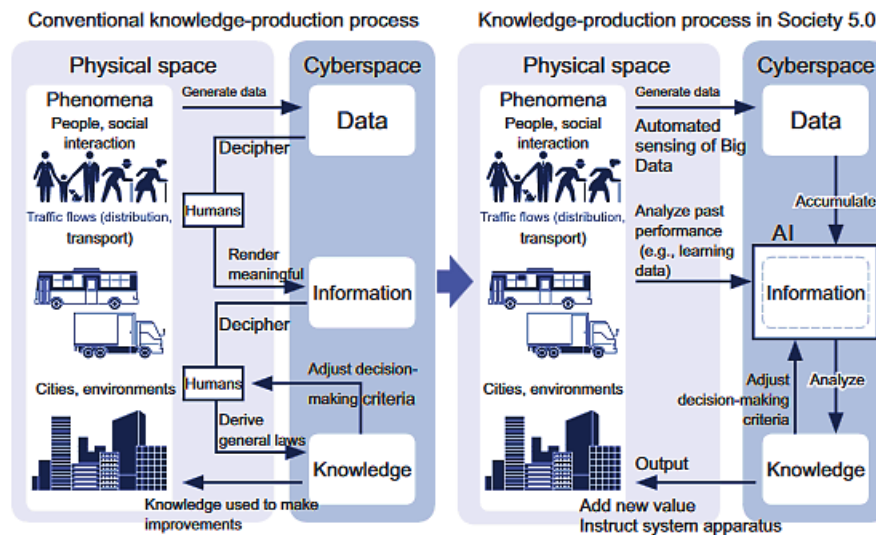 Conventional knowledge-production process
Physical space
Cyberspace
Phenomena
People, social
interaction
Generate data
Data
Decipher
Humans
Traffic flows (distribution,
transport)
Render
meaningful
Information
Decipher
Humans
Adjust decision-
making criteria
Cities, environments
Derive
general laws
Knowledge
Knowledge used to make
improvements
Knowledge-production process in Society 5.0
Physical space
Cyberspace
Phenomena
People, social
interaction
Generate data
Data
Automated
sensing of Big
Data
Traffic flows (distribution,
transport)
Analyze past
performance
(e.g., learning
data)
Accumulate
AI
Information
Cities, environments
Adjust
decision-making
criteria
Analyze
Output
Knowledge
Add new value
Instruct system apparatus